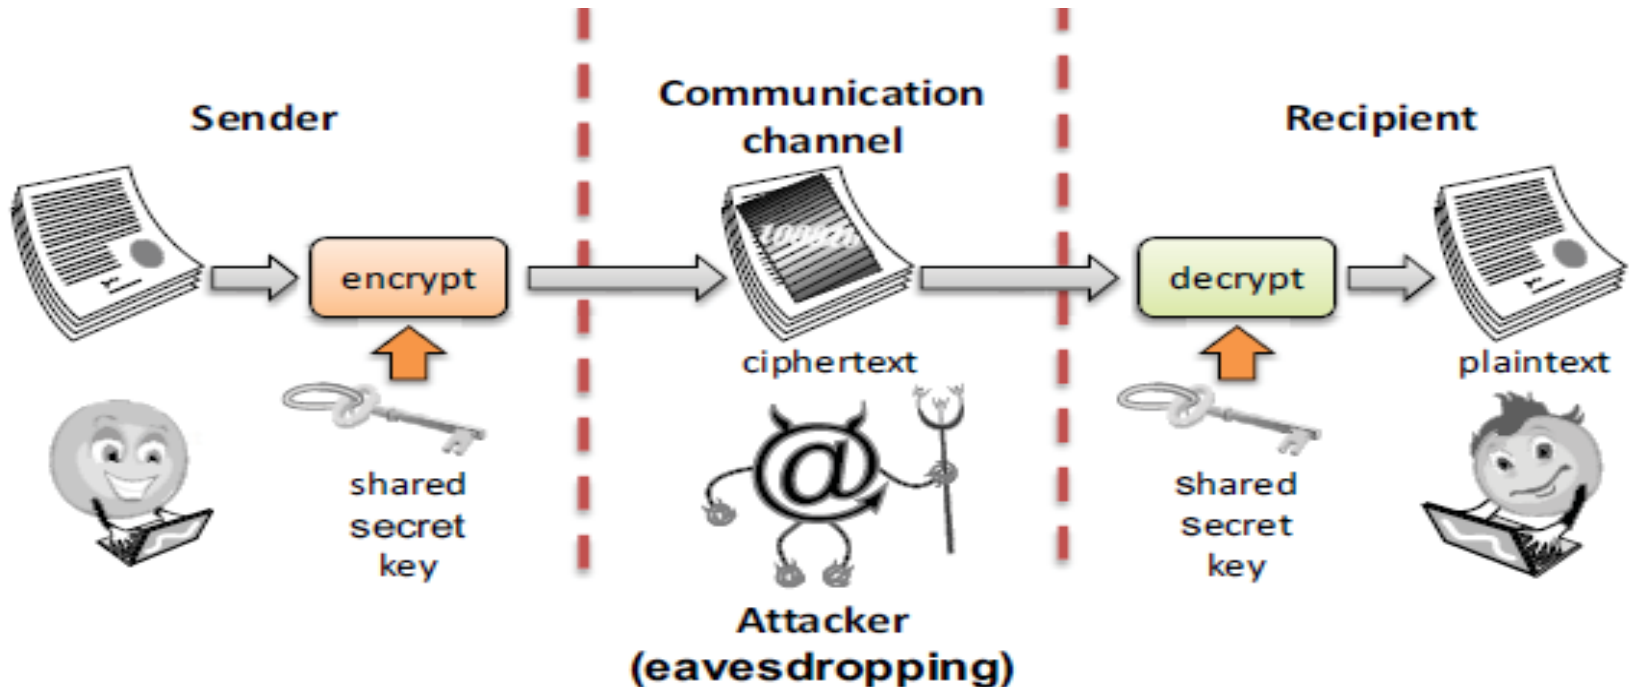 Sender
Communication
channel
Recipient
encrypt
decrypt
ciphertext
plaintext
@
shared
secret
key
shared
secret
key
Attacker
(eavesdropping)